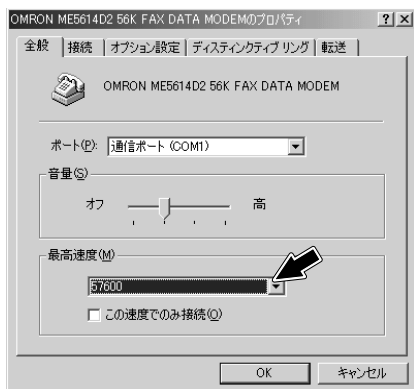 OMRON ME5614D2 56K FAX DATA MODEMのプロパティ
全般 接続 オプション設定 ディスティンクティブ リング 転送
OMRON ME5614D2 56K FAX DATA MODEM
ポート(P): 通信ポート (COM1)
音量(S)
オフ 高
最高速度(M)
57600
この速度でのみ接続(O)
OK キャンセル